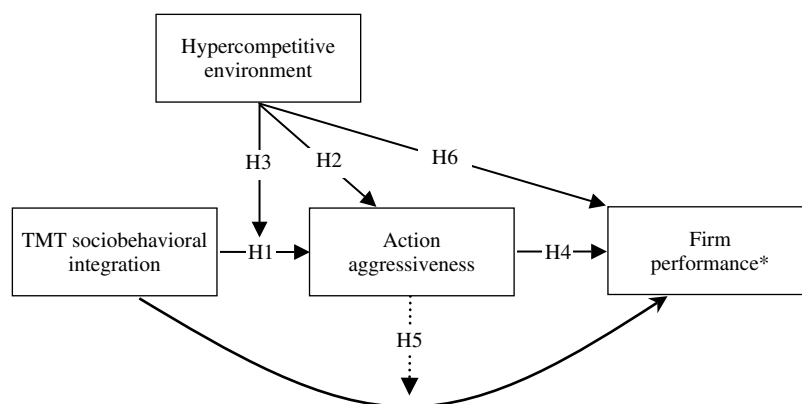 Hypercompetitive
environment
H3
H2
H6
TMT sociobehavioral
integration
H1
Action
aggressiveness
H4
Firm
performance*
H5